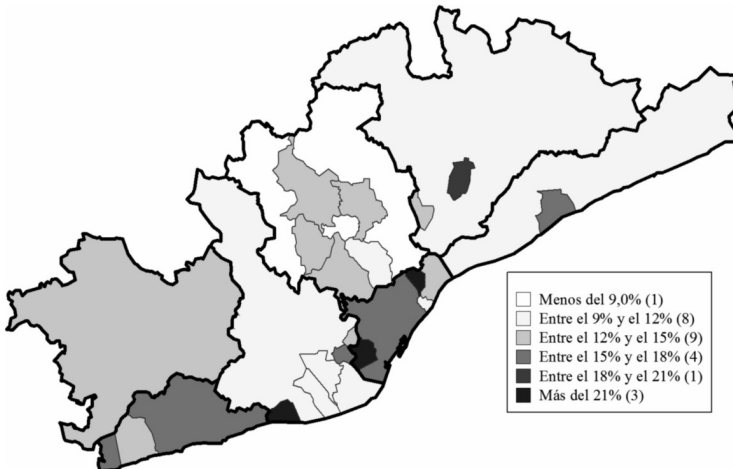 Menos del 9,0% (1)
Entre el 9% y el 12% (8)
Entre el 12% y el 15% (9)
Entre el 15% y el 18% (4)
Entre el 18% y el 21% (1)
Más del 21% (3)